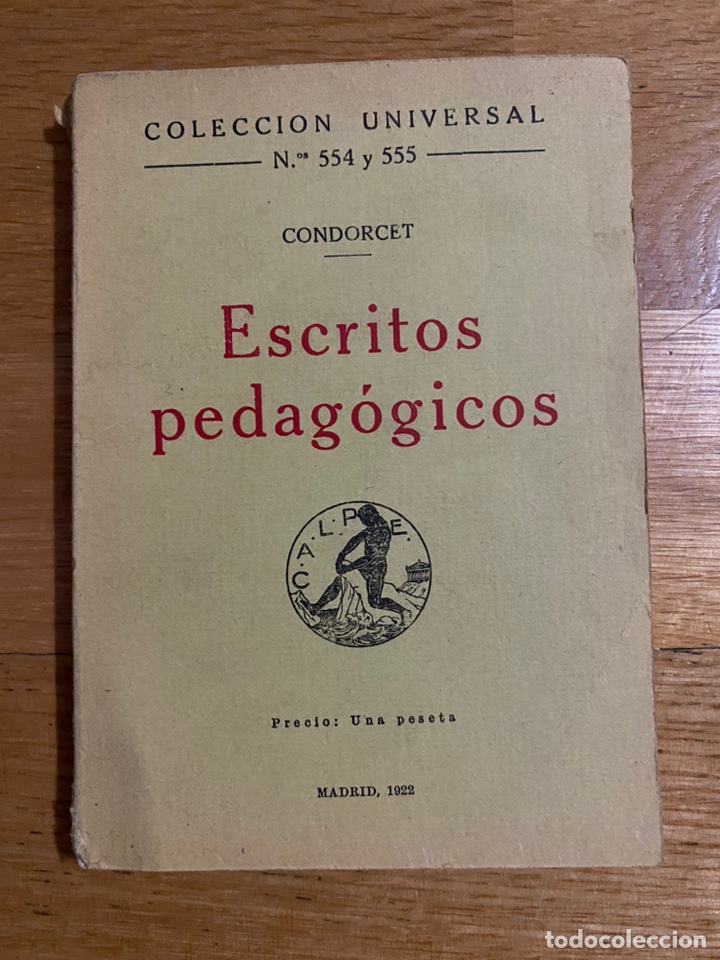 COLECCION UNIVERSAL
N.ºˢ 554 y 555
CONDORCET
Escritos
pedagógicos
C.A.L.P.E.
Precio: Una peseta
MADRID, 1922
todocoleccion